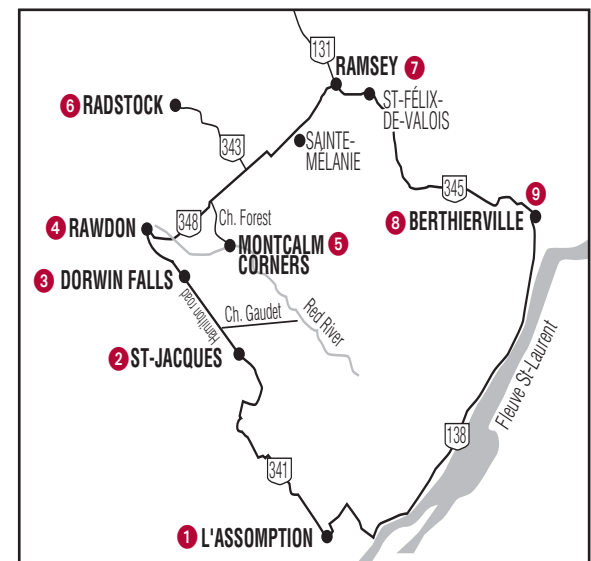 131
RAMSEY 7
6 RADSTOCK
ST-FÉLIX-
DE-VALOIS
343
SAINTE-
MÉLANIE
345
9
348
Ch. Forest
8 BERTHIERVILLE
4 RAWDON
MONTCALM 5
CORNERS
3 DORWIN FALLS
Hamilton road
Ch. Gaudet
Red River
2 ST-JACQUES
Fleuve St-Laurent
138
341
1 L'ASSOMPTION